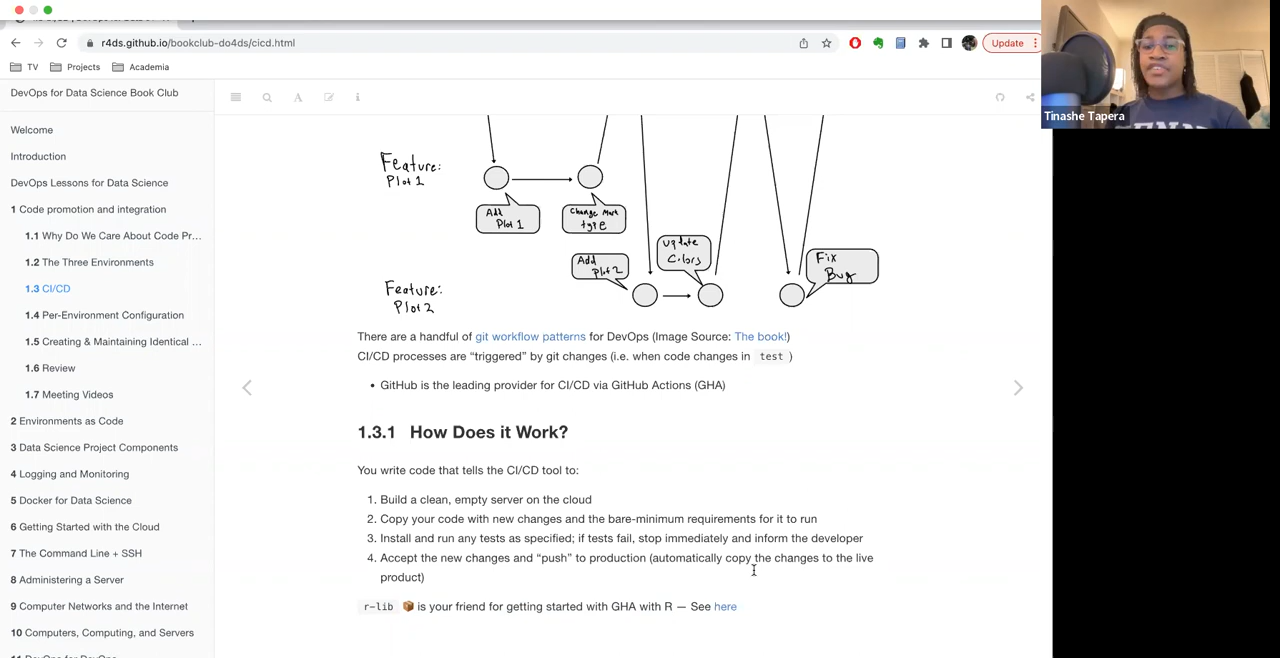 r4ds.github.io/bookclub-do4ds/cicd.html
Update
TV
Projects
Academia
DevOps for Data Science Book Club
Welcome
Introduction
DevOps Lessons for Data Science
1 Code promotion and integration
1.1 Why Do We Care About Code Pr...
1.2 The Three Environments
1.3 CI/CD
1.4 Per-Environment Configuration
1.5 Creating & Maintaining Identical ...
1.6 Review
1.7 Meeting Videos
2 Environments as Code
3 Data Science Project Components
4 Logging and Monitoring
5 Docker for Data Science
6 Getting Started with the Cloud
7 The Command Line + SSH
8 Administering a Server
9 Computer Networks and the Internet
10 Computers, Computing, and Servers
Feature:
Plot 1
Add
Plot 1
Change Mark
type
Feature:
Plot 2
Add
Plot 2
Update
Colors
Fix
Bug
There are a handful of git workflow patterns for DevOps (Image Source: The book!)
CI/CD processes are “triggered” by git changes (i.e. when code changes in test )
• GitHub is the leading provider for CI/CD via GitHub Actions (GHA)
1.3.1 How Does it Work?
You write code that tells the CI/CD tool to:
1. Build a clean, empty server on the cloud
2. Copy your code with new changes and the bare-minimum requirements for it to run
3. Install and run any tests as specified; if tests fail, stop immediately and inform the developer
4. Accept the new changes and “push” to production (automatically copy the changes to the live
product)
r-lib 📦 is your friend for getting started with GHA with R — See here
Tinashe Tapera